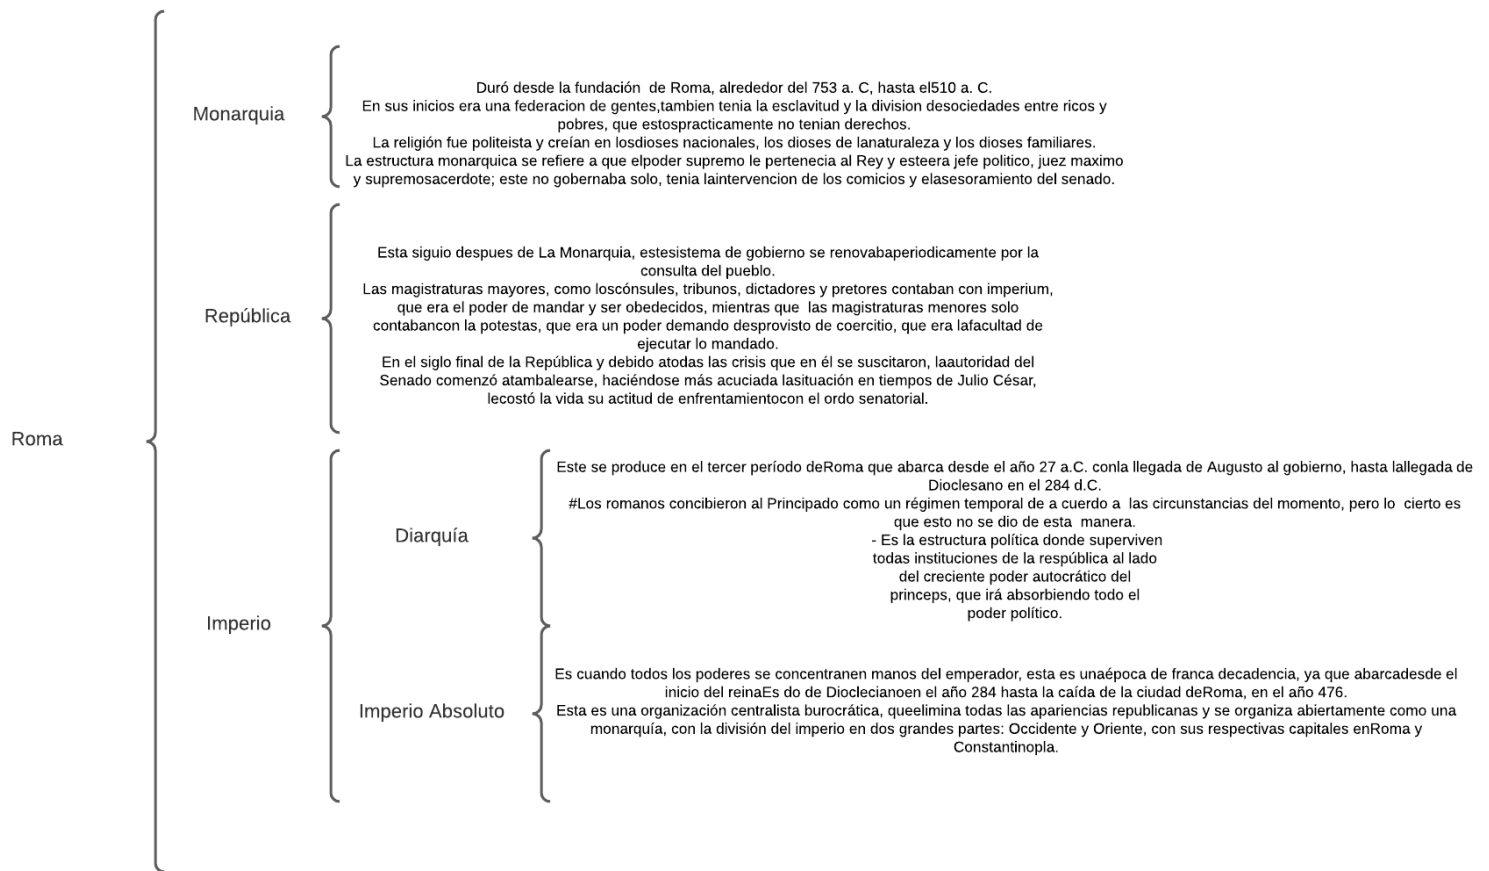 Roma
Monarquia
Duró desde la fundación  de Roma, alrededor del 753 a. C, hasta el510 a. C.
En sus inicios era una federacion de gentes,tambien tenia la esclavitud y la division desociedades entre ricos y
pobres, que estospracticamente no tenian derechos.
La religión fue politeista y creían en losdioses nacionales, los dioses de lanaturaleza y los dioses familiares.
La estructura monarquica se refiere a que elpoder supremo le pertenecia al Rey y esteera jefe politico, juez maximo
y supremosacerdote; este no gobernaba solo, tenia laintervencion de los comicios y elasesoramiento del senado.
República
Esta siguio despues de La Monarquia, estesistema de gobierno se renovabaperiodicamente por la
consulta del pueblo.
Las magistraturas mayores, como loscónsules, tribunos, dictadores y pretores contaban con imperium,
que era el poder de mandar y ser obedecidos, mientras que  las magistraturas menores solo
contabancon la potestas, que era un poder demando desprovisto de coercitio, que era lafacultad de
ejecutar lo mandado.
En el siglo final de la República y debido atodas las crisis que en él se suscitaron, laautoridad del
Senado comenzó atambalearse, haciéndose más acuciada lasituación en tiempos de Julio César,
lecostó la vida su actitud de enfrentamientocon el ordo senatorial.
Imperio
Diarquía
Este se produce en el tercer período deRoma que abarca desde el año 27 a.C. conla llegada de Augusto al gobierno, hasta lallegada de
Dioclesano en el 284 d.C.
#Los romanos concibieron al Principado como un régimen temporal de a cuerdo a  las circunstancias del momento, pero lo  cierto es
que esto no se dio de esta  manera.
- Es la estructura política donde superviven
todas instituciones de la respública al lado
del creciente poder autocrático del
princeps, que irá absorbiendo todo el
poder político.
Imperio Absoluto
Es cuando todos los poderes se concentranen manos del emperador, esta es unaépoca de franca decadencia, ya que abarcadesde el
inicio del reinaEs do de Dioclecianoen el año 284 hasta la caída de la ciudad deRoma, en el año 476.
Esta es una organización centralista burocrática, queelimina todas las apariencias republicanas y se organiza abiertamente como una
monarquía, con la división del imperio en dos grandes partes: Occidente y Oriente, con sus respectivas capitales enRoma y
Constantinopla.